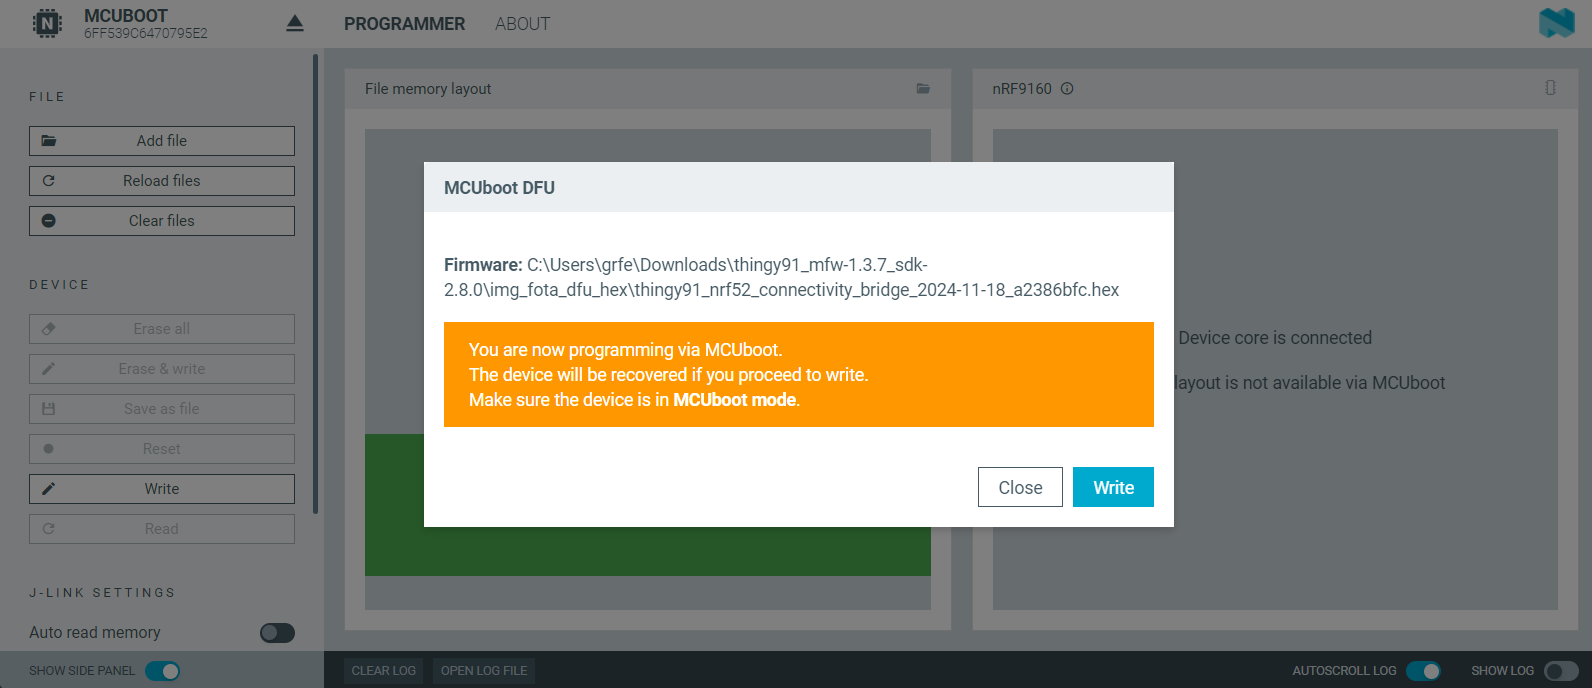 MCUBOOT
6FF539C6470795E2
PROGRAMMER
ABOUT
FILE
Add file
Reload files
Clear files
DEVICE
Erase all
Erase & write
Save as file
Reset
Write
Read
J-LINK SETTINGS
Auto read memory
SHOW SIDE PANEL
File memory layout
nRF9160
Device core is connected
layout is not available via MCUboot
MCUboot DFU
Firmware: C:\Users\grfe\Downloads\thingy91_mfw-1.3.7_sdk-
2.8.0\img_fota_dfu_hex\thingy91_nrf52_connectivity_bridge_2024-11-18_a2386bfc.hex
You are now programming via MCUboot.
The device will be recovered if you proceed to write.
Make sure the device is in MCUboot mode.
Close
Write
CLEAR LOG
OPEN LOG FILE
AUTOSCROLL LOG
SHOW LOG